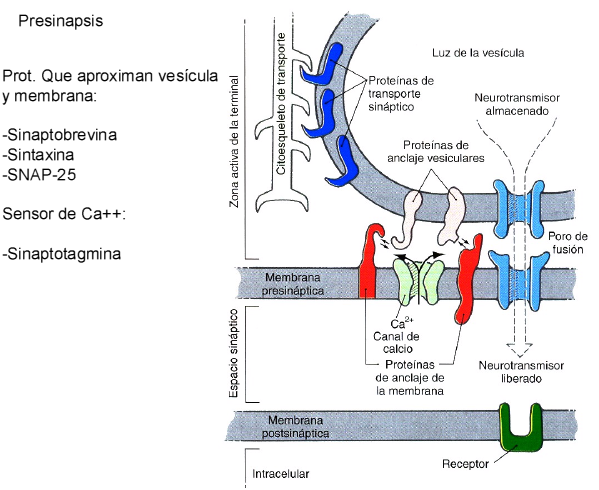 Presinapsis
Prot. Que aproximan vesícula
y membrana:
-Sinaptobrevina
-Sintaxina
-SNAP-25
Sensor de Ca++:
-Sinaptotagmina
Zona activa de la terminal
Citoesqueleto de transporte
Luz de la vesícula
Proteínas de
transporte
sináptico
Neurotransmisor
almacenado
Proteínas de
anclaje vesiculares
Poro de
fusión
Membrana
presináptica
Ca2+
Canal de
calcio
Espacio sináptico
Proteínas
de anclaje de
la membrana
Neurotransmisor
liberado
Membrana
postsináptica
Receptor
Intracelular